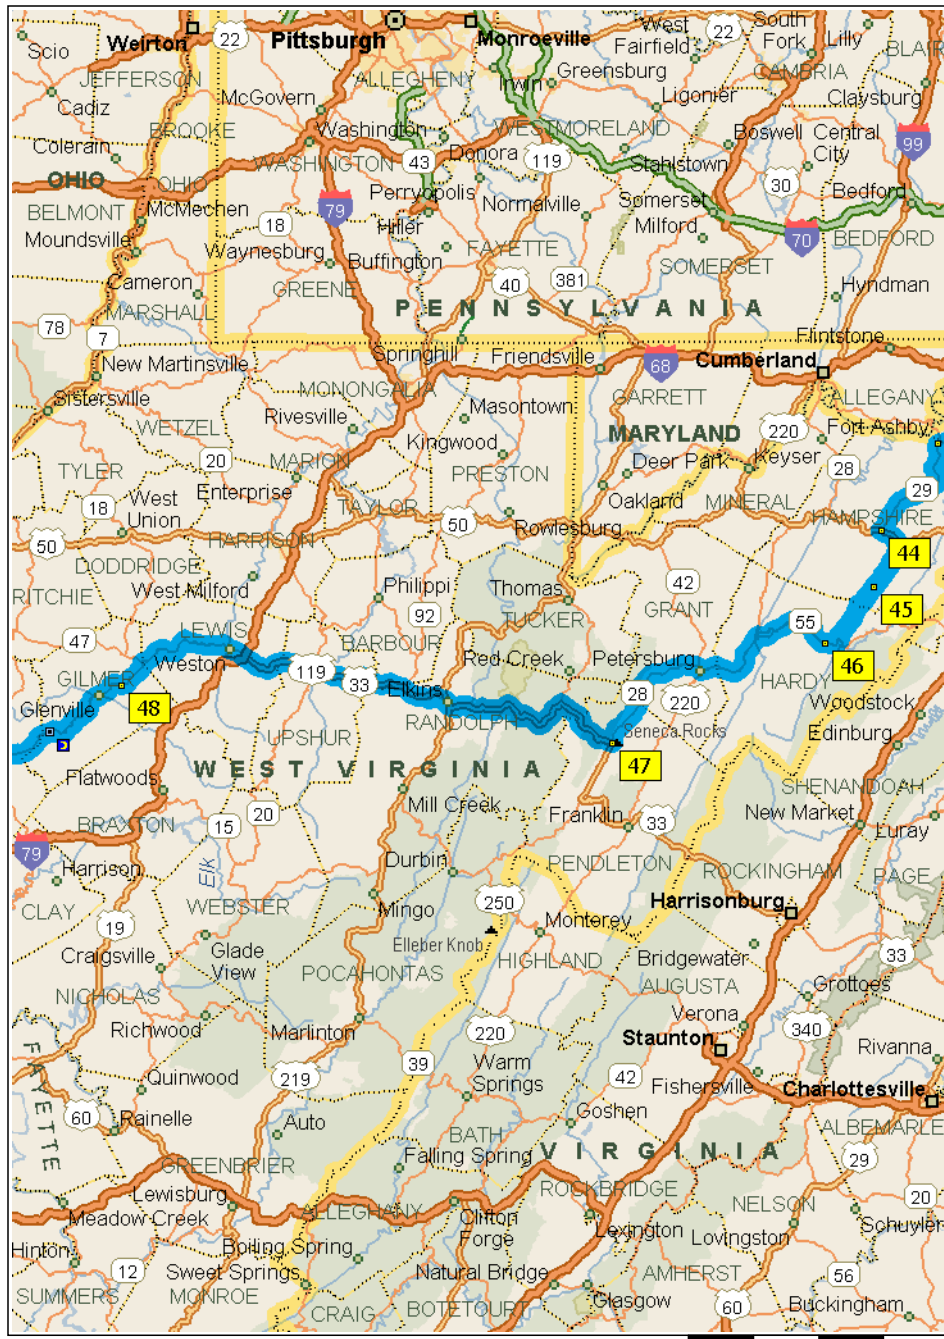 Scio
Weirton
22
Pittsburgh
Monroeville
West
Fairfield
22
South
Fork
Lilly
BLAIR
JEFFERSON
Cadiz
McGovern
ALLEGHENY
Irwin
Greensburg
Ligonier
CAMBRIA
Claysburg
Colerain
BROOKE
Washington
WASHINGTON
43
Donora
WESTMORELAND
119
Stahlstown
Boswell
Central
City
99
OHIO
OHIO
BELMONT
McMechen
79
Perryopolis
Hiller
Normalville
Somerset
30
Bedford
Moundsville
18
Waynesburg
Buffington
FAYETTE
Milford
70
BEDFORD
Cameron
MARSHALL
GREENE
40
381
SOMERSET
Hyndman
PENNSYLVANIA
78
7
Flintstone
New Martinsville
Springhill
Friendsville
68
Cumberland
Sistersville
MONONGALIA
Rivesville
Masontown
GARRETT
ALLEGANY
WETZEL
Kingwood
MARYLAND
220
Fort Ashby
TYLER
20
MARION
PRESTON
Deer Park
Keyser
28
29
18
West
Union
Enterprise
TAYLOR
50
Oakland
MINERAL
HAMPSHIRE
50
HARRISON
Rowlesburg
44
DODDRIDGE
RITCHIE
West Milford
Philippi
Thomas
42
45
92
TUCKER
GRANT
47
LEWIS
BARBOUR
55
46
GILMER
Weston
119
33
Elkins
Red Creek
Petersburg
HARDY
Glenville
48
RANDOLPH
28
220
Woodstock
UPSHUR
Seneca Rocks
Edinburg
Flatwoods
WEST VIRGINIA
47
SHENANDOAH
BRAXTON
15
20
Mill Creek
Franklin
33
New Market
Luray
79
Harrison
Elk
Durbin
PENDLETON
ROCKINGHAM
PAGE
CLAY
WEBSTER
Mingo
250
Monterey
Harrisonburg
19
Craigsville
Glade
View
Elleber Knob
HIGHLAND
Bridgewater
33
NICHOLAS
POCAHONTAS
AUGUSTA
Grottoes
Richwood
Marlinton
220
Verona
340
FAYETTE
Staunton
Rivanna
Quinwood
219
39
Warm
Springs
42
Fishersville
Charlottesville
60
Rainelle
Auto
Goshen
ALBEMARLE
BATH
VIRGINIA
29
GREENBRIER
Falling Spring
ROCKBRIDGE
20
Lewisburg
ALLEGHANY
NELSON
Meadow Creek
Clifton
Forge
Lexington
Lovingston
Schuyler
Hinton
12
Boiling Spring
Sweet Springs
Natural Bridge
AMHERST
56
SUMMERS
MONROE
CRAIG
BOTETOURT
Glasgow
60
Buckingham